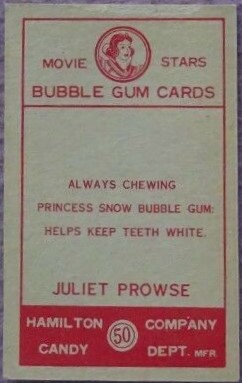 MOVIE STARS
BUBBLE GUM CARDS
ALWAYS CHEWING
PRINCESS SNOW BUBBLE GUM:
HELPS KEEP TEETH WHITE.
JULIET PROWSE
HAMILTON 50 COMPANY
CANDY DEPT. MFR.